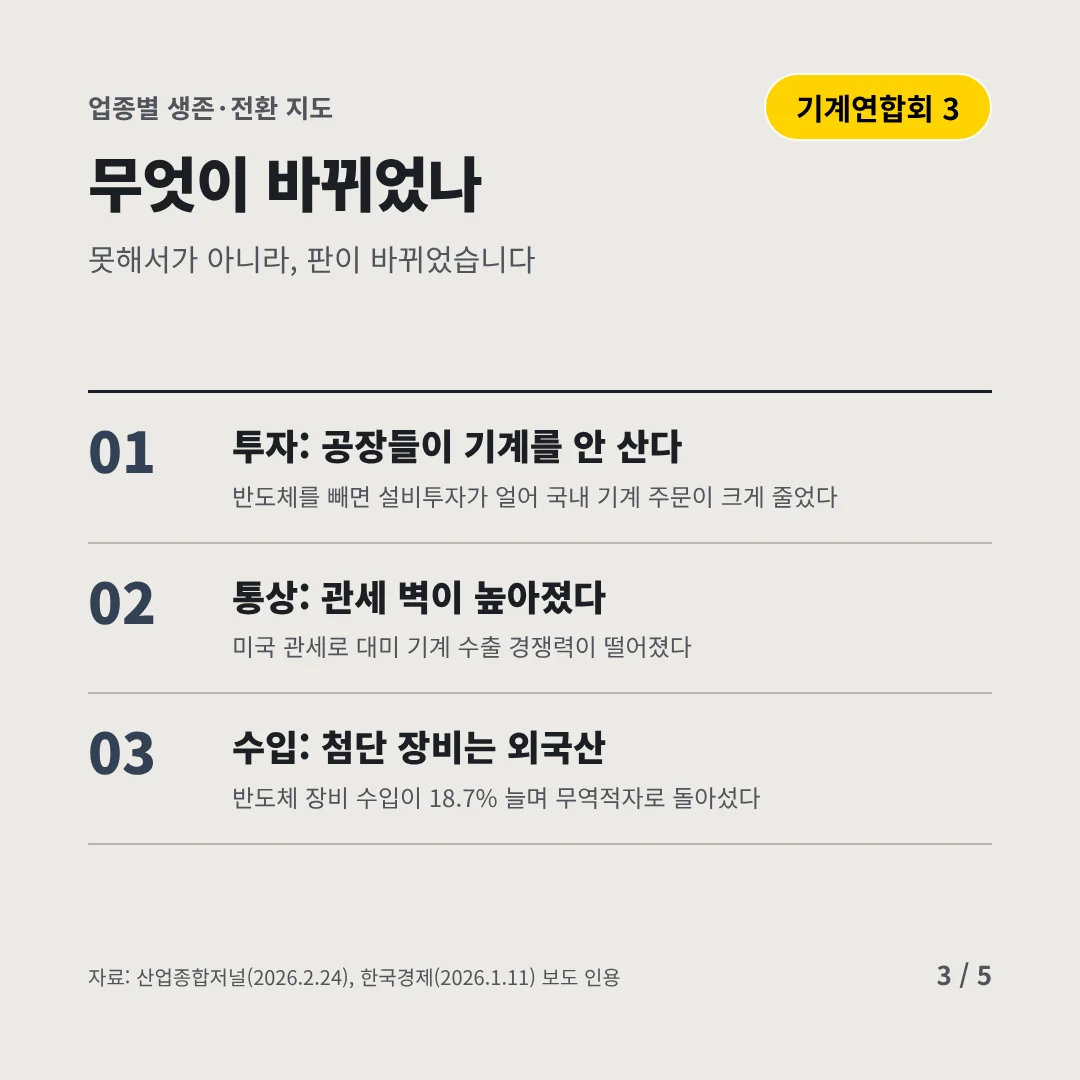 업종별 생존·전환 지도
기계연합회 3
무엇이 바뀌었나
못해서가 아니라, 판이 바뀌었습니다
01
투자: 공장들이 기계를 안 산다
반도체를 빼면 설비투자가 얼어 국내 기계 주문이 크게 줄었다
02
통상: 관세 벽이 높아졌다
미국 관세로 대미 기계 수출 경쟁력이 떨어졌다
03
수입: 첨단 장비는 외국산
반도체 장비 수입이 18.7% 늘며 무역적자로 돌아섰다
자료: 산업종합저널(2026.2.24), 한국경제(2026.1.11) 보도 인용
3 / 5